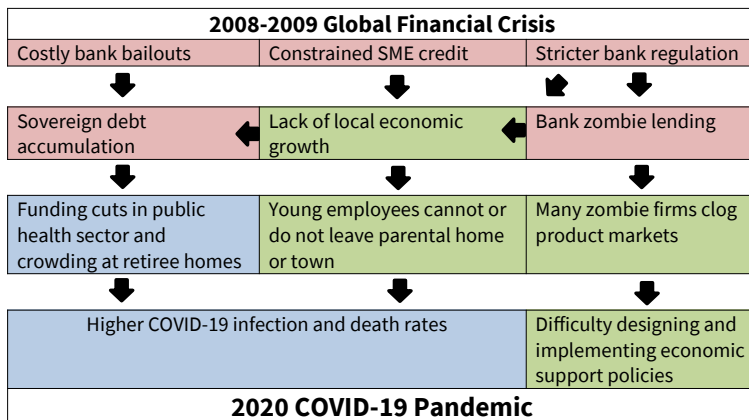 2008-2009 Global Financial Crisis
Costly bank bailouts
Constrained SME credit
Stricter bank regulation
Sovereign debt
accumulation
Lack of local economic
growth
Bank zombie lending
Funding cuts in public
health sector and
crowding at retiree homes
Young employees cannot or
do not leave parental home
or town
Many zombie firms clog
product markets
Higher COVID-19 infection and death rates
Difficulty designing and
implementing economic
support policies
2020 COVID-19 Pandemic